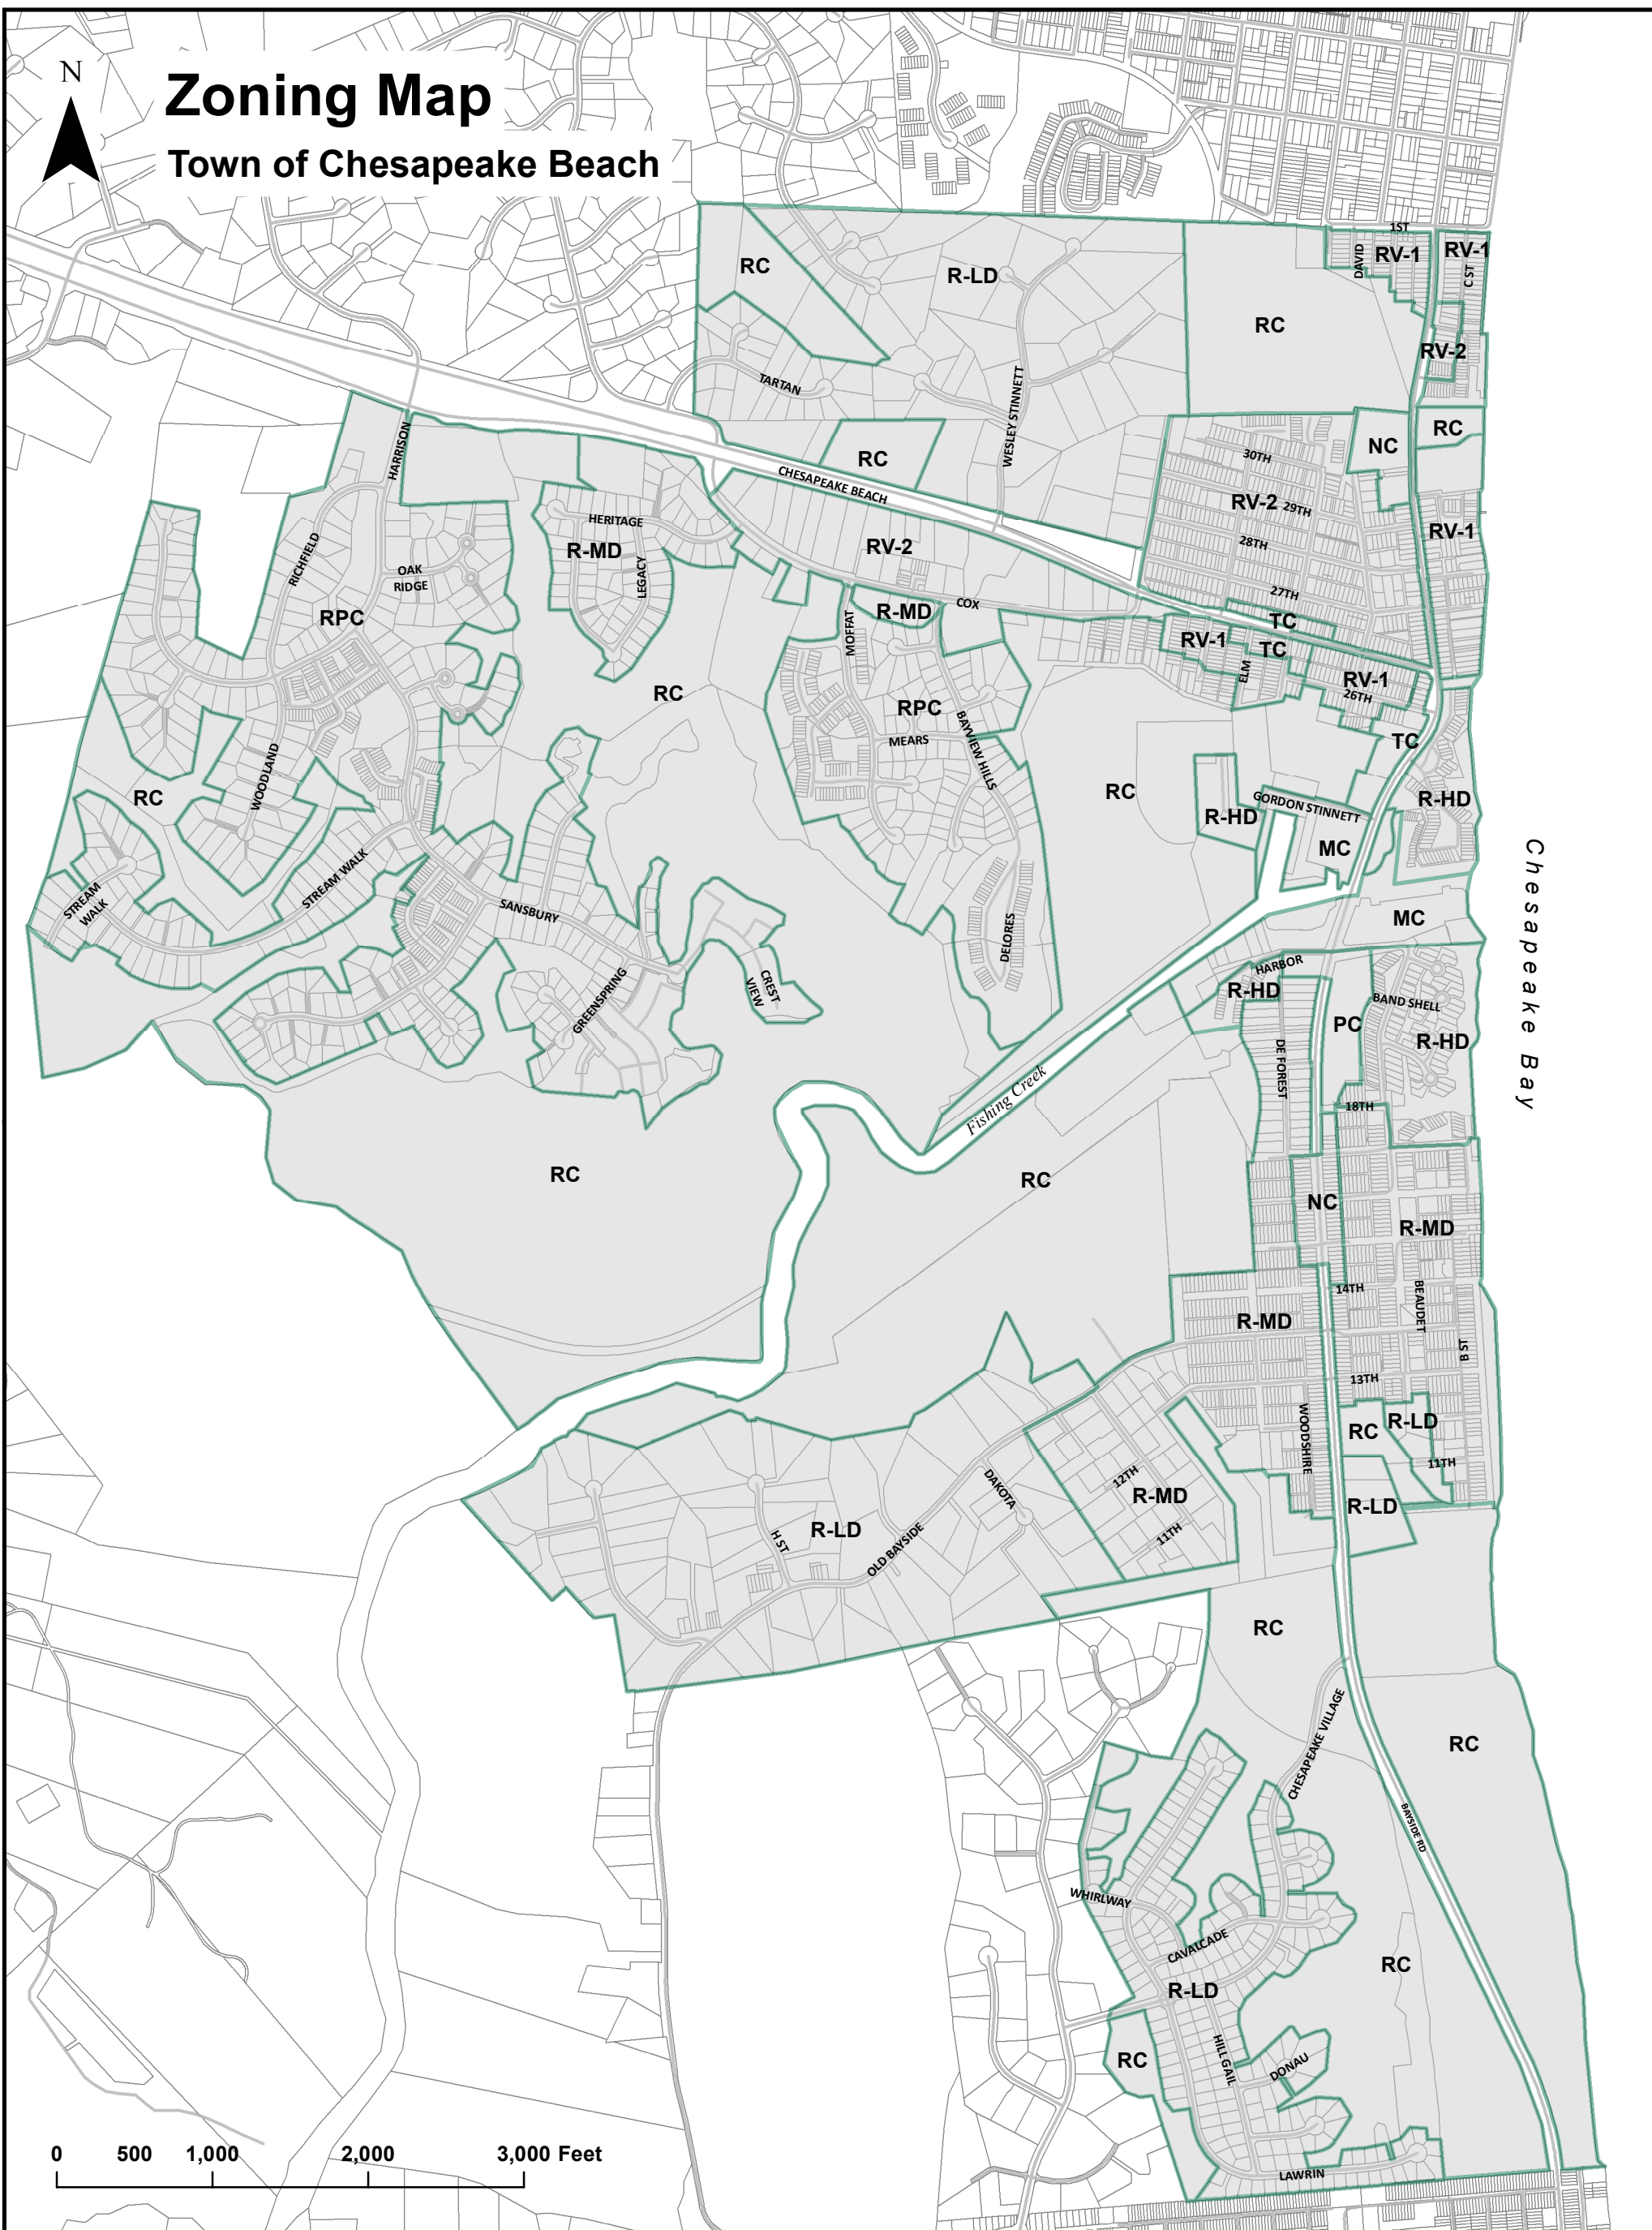 N
Zoning Map
Town of Chesapeake Beach
1ST
DAVID
RV-1
RV-1
C ST
RC
R-LD
RC
RV-2
TARTAN
WESLEY STINNETT
HARRISON
RC
CHESAPEAKE BEACH
NC
RC
30TH
RV-2
29TH
RV-1
28TH
27TH
HERITAGE
R-MD
LEGACY
RICHFIELD
OAK
RIDGE
RPC
RV-2
COX
R-MD
MOFFAT
TC
RV-1
TC
ELM
RV-1
26TH
RC
RPC
MEARS
BAYVIEW HILLS
TC
WOODLAND
RC
RC
R-HD
GORDON STINNETT
R-HD
MC
STREAM WALK
STREAM
WALK
SANSBURY
DELORES
MC
Chesapeake Bay
CREST
VIEW
GREENSPRING
HARBOR
R-HD
BAND SHELL
PC
R-HD
DE FOREST
Fishing Creek
18TH
RC
RC
NC
R-MD
14TH
BEAUDET
R-MD
B ST
13TH
WOODSHIRE
RC
R-LD
11TH
DAKOTA
12TH
R-MD
R-LD
11TH
R-LD
H ST
OLD BAYSIDE
RC
CHESAPEAKE VILLAGE
RC
BAYSIDE RD
WHIRLWAY
CAVALCADE
RC
R-LD
RC
HILL GAIL
DONAU
LAWRIN
0 500 1,000 2,000 3,000 Feet